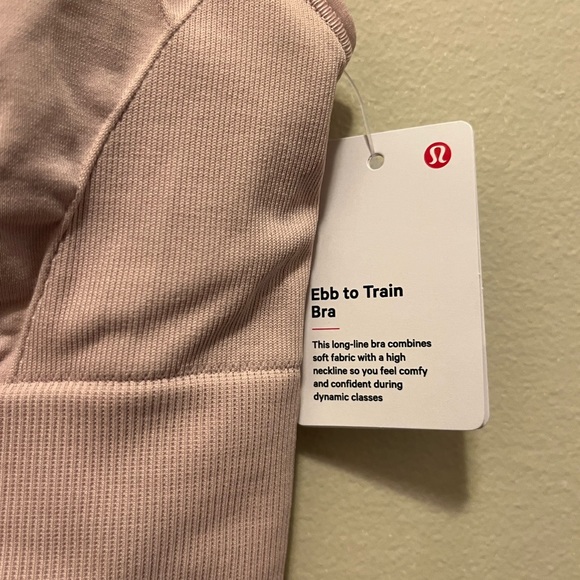 Ebb to Train
Bra
This long-line bra combines
soft fabric with a high
neckline so you feel comfy
and confident during
dynamic classes